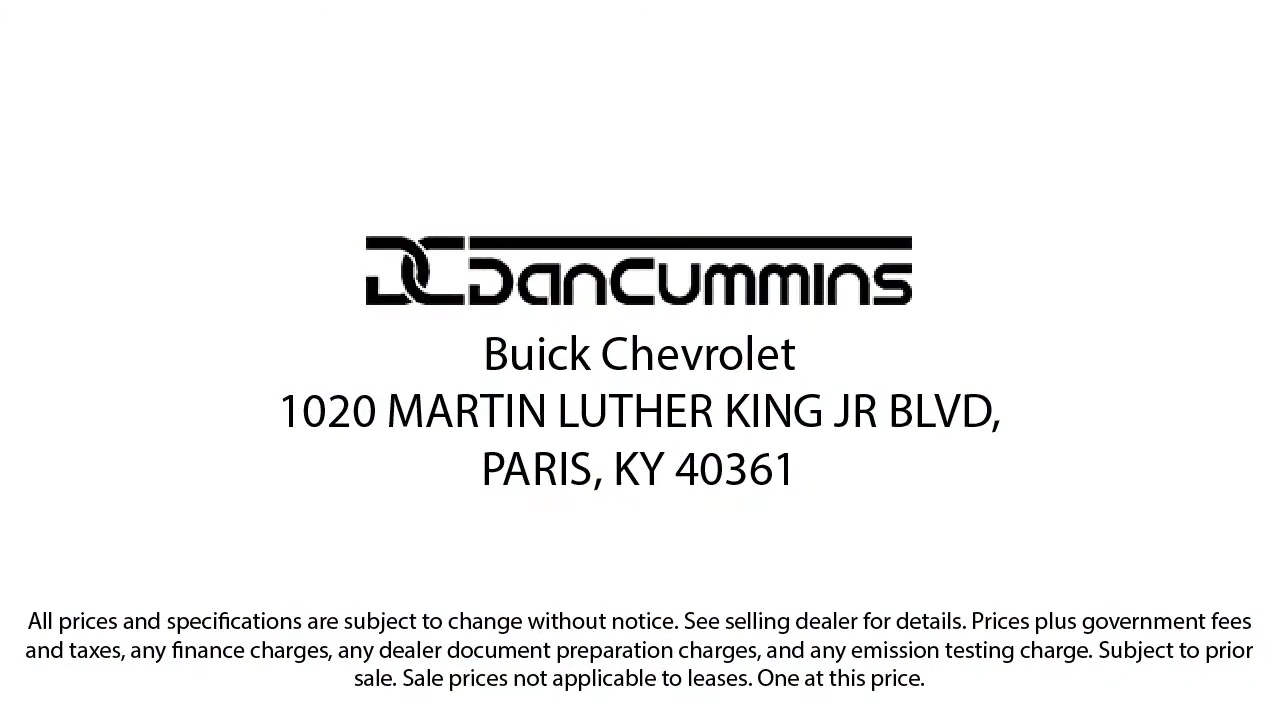 DC DanCummins
Buick Chevrolet
1020 MARTIN LUTHER KING JR BLVD,
PARIS, KY 40361
All prices and specifications are subject to change without notice. See selling dealer for details. Prices plus government fees
and taxes, any finance charges, any dealer document preparation charges, and any emission testing charge. Subject to prior
sale. Sale prices not applicable to leases. One at this price.